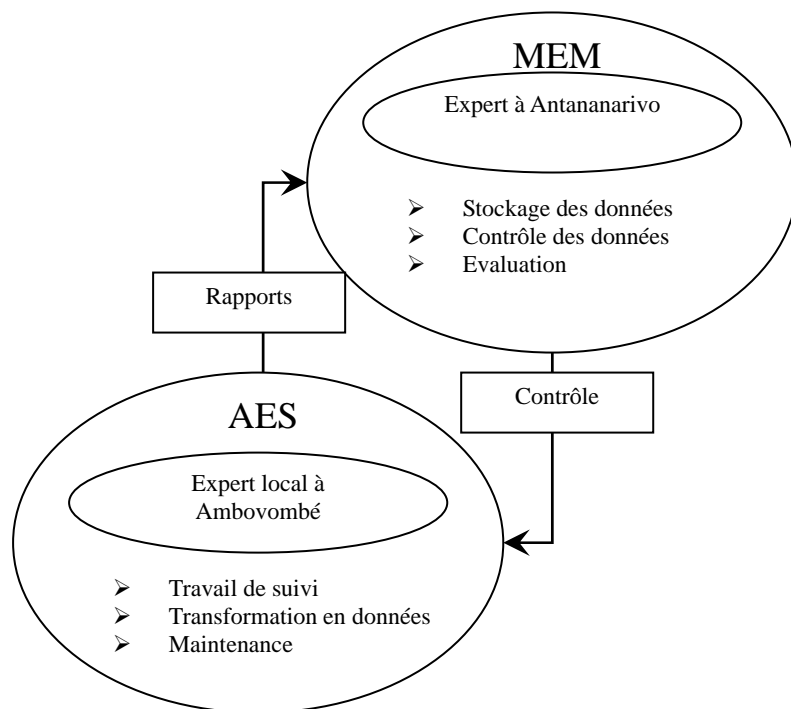 MEM
Expert à Antananarivo
➢ Stockage des données
➢ Contrôle des données
➢ Evaluation
Rapports
Contrôle
AES
Expert local à
Ambovombé
➢ Travail de suivi
➢ Transformation en données
➢ Maintenance